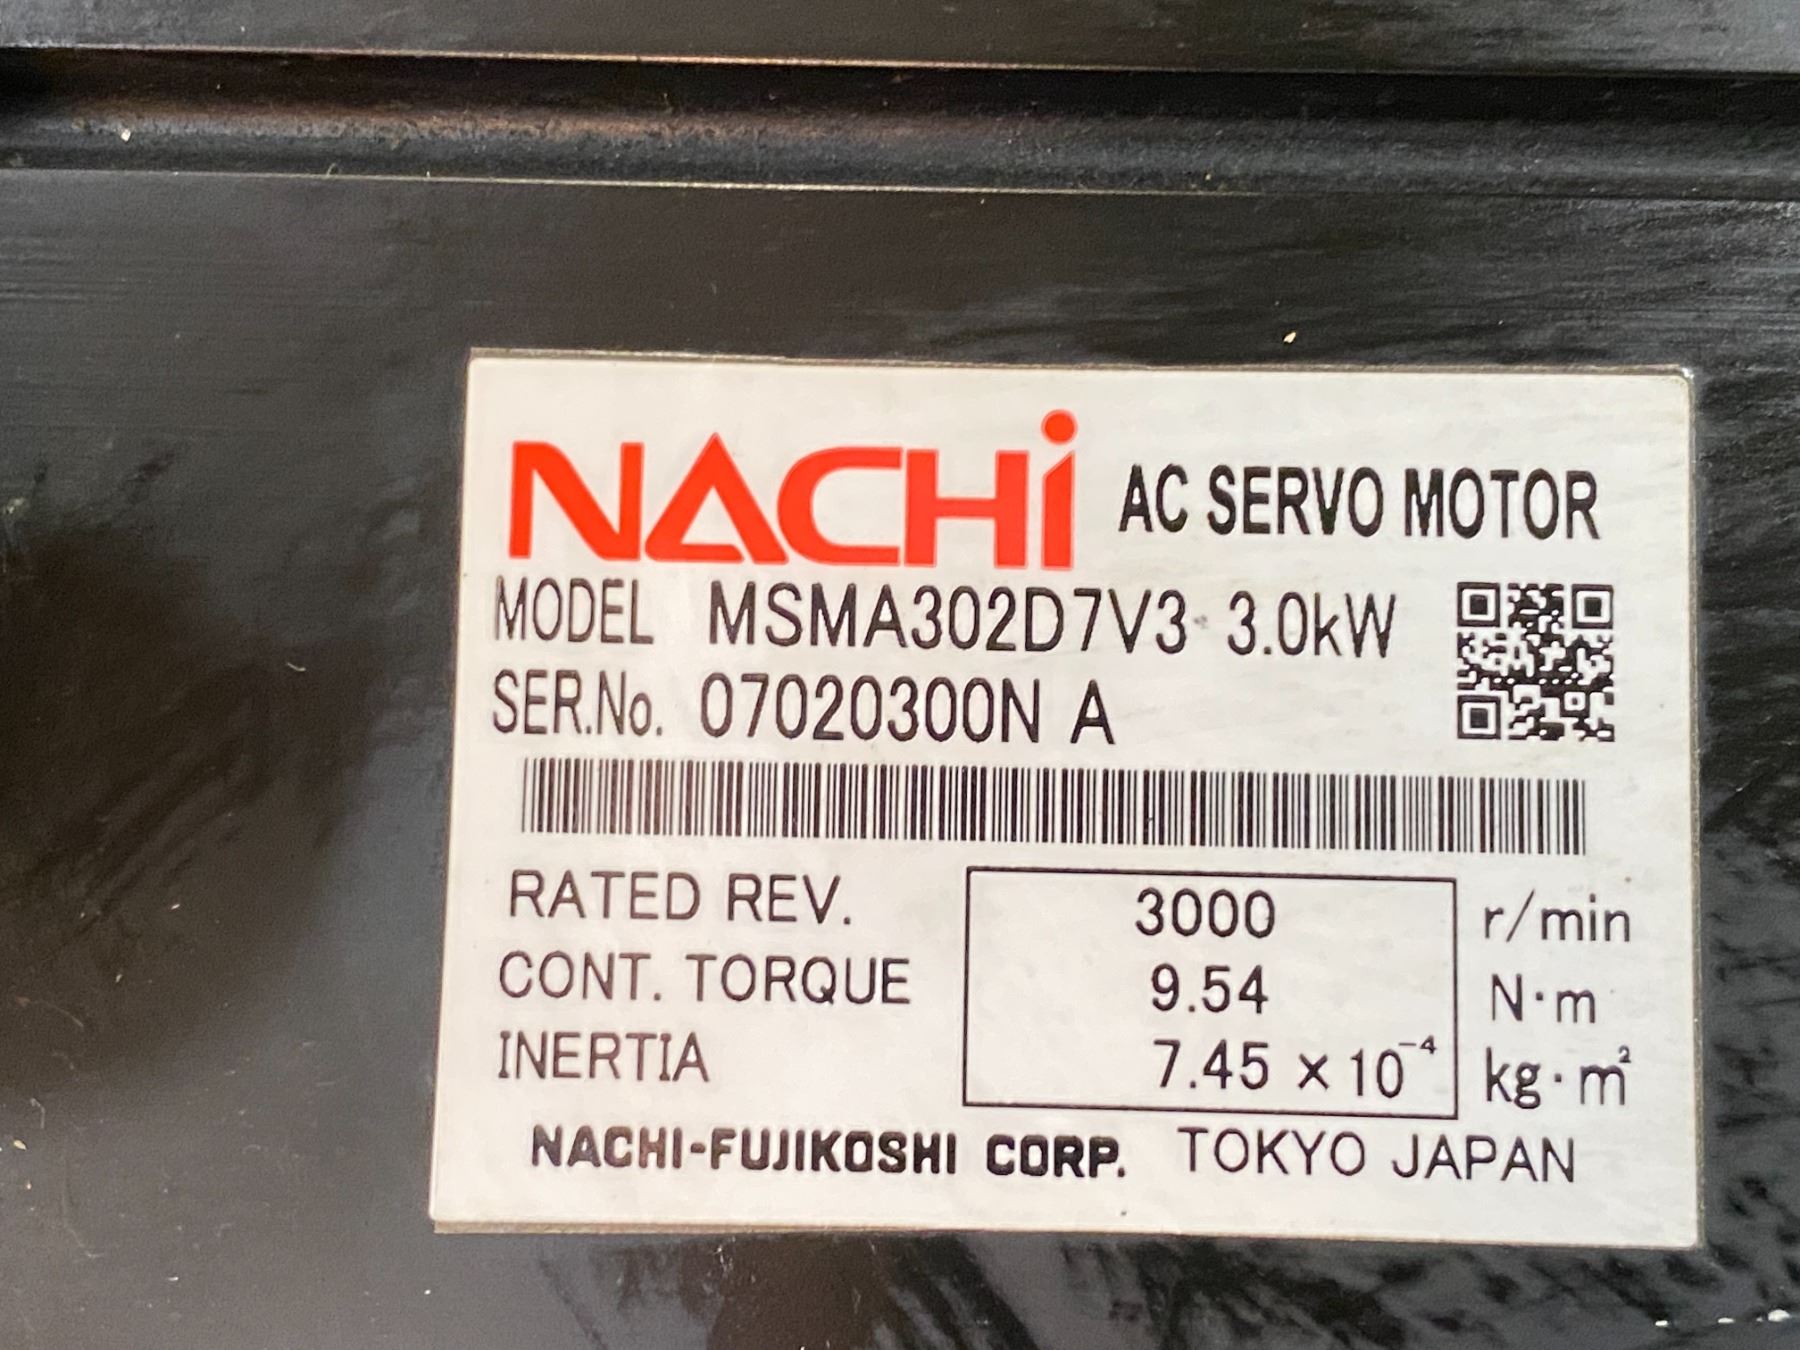 NACHi AC SERVO MOTOR
MODEL MSMA302D7V3 3.0kW
SER.No. 07020300N A
RATED REV. 3000 r/min
CONT. TORQUE 9.54 N·m
INERTIA 7.45 ×10⁻⁴ kg·m²
NACHI-FUJIKOSHI CORP. TOKYO JAPAN